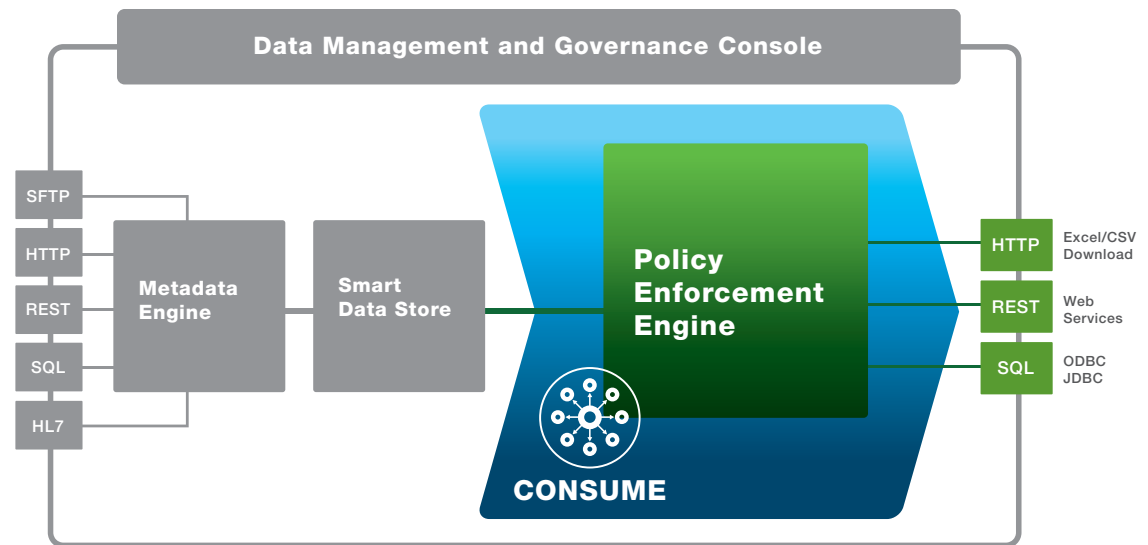 Data Management and Governance Console
SFTP
HTTP
REST
SQL
HL7
Metadata
Engine
Smart
Data Store
Policy
Enforcement
Engine
CONSUME
HTTP
Excel/CSV
Download
REST
Web
Services
SQL
ODBC
JDBC